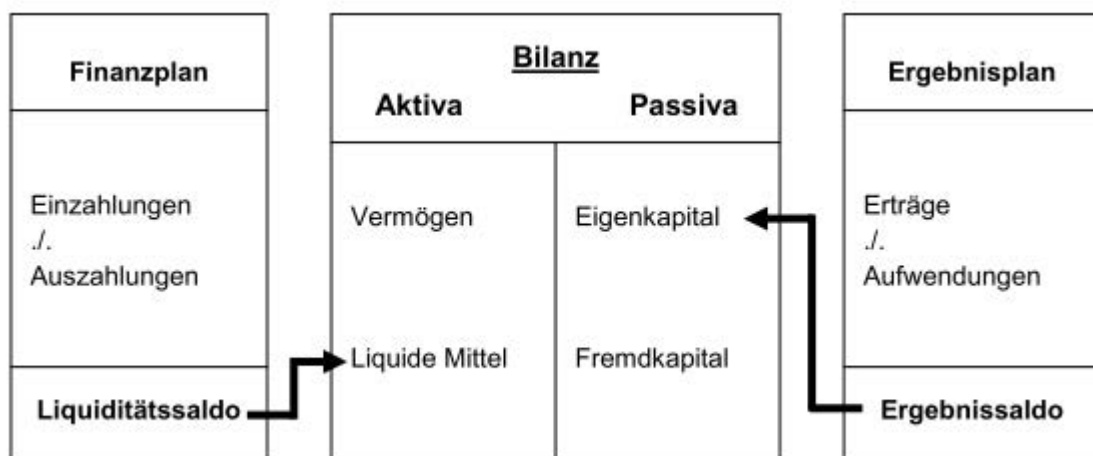 Finanzplan
Einzahlungen
./.
Auszahlungen
Liquiditätssaldo
Bilanz
Aktiva Passiva
Vermögen Eigenkapital
Liquide Mittel Fremdkapital
Ergebnisplan
Erträge
./.
Aufwendungen
Ergebnissaldo